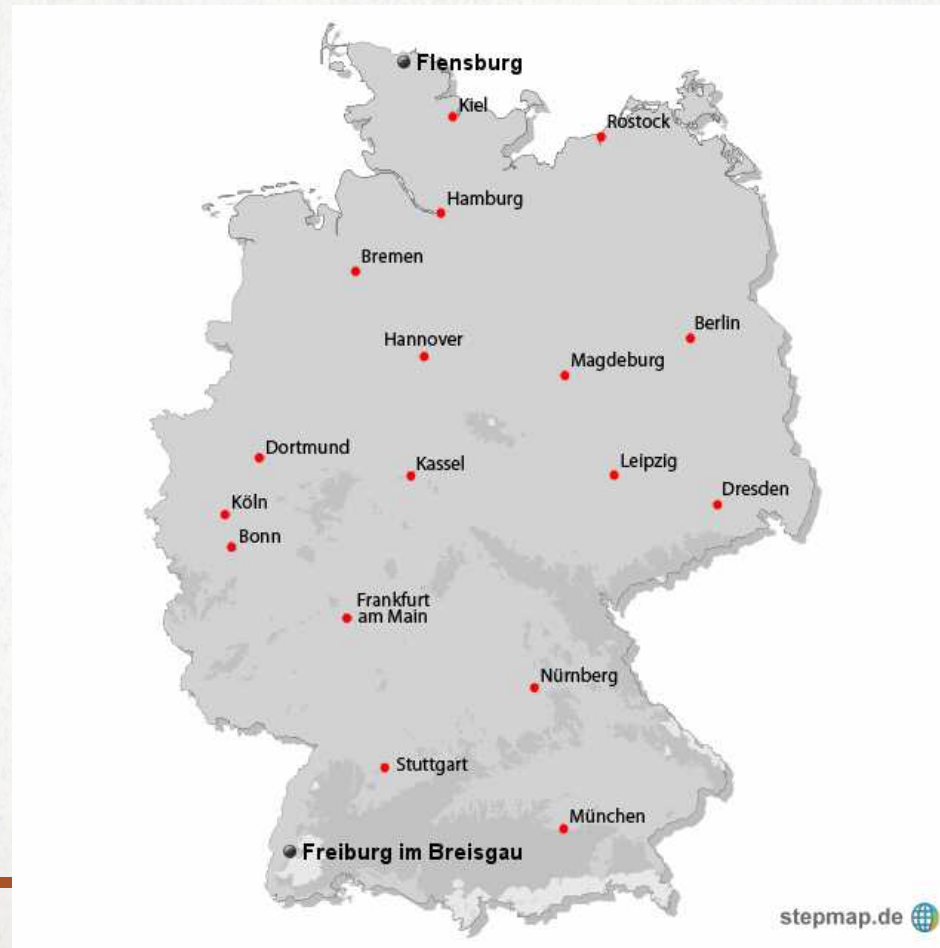 Flensburg
Kiel
Rostock
Hamburg
Bremen
Berlin
Hannover
Magdeburg
Dortmund
Kassel
Leipzig
Dresden
Köln
Bonn
Frankfurt
am Main
Nürnberg
Stuttgart
München
Freiburg im Breisgau
stepmap.de